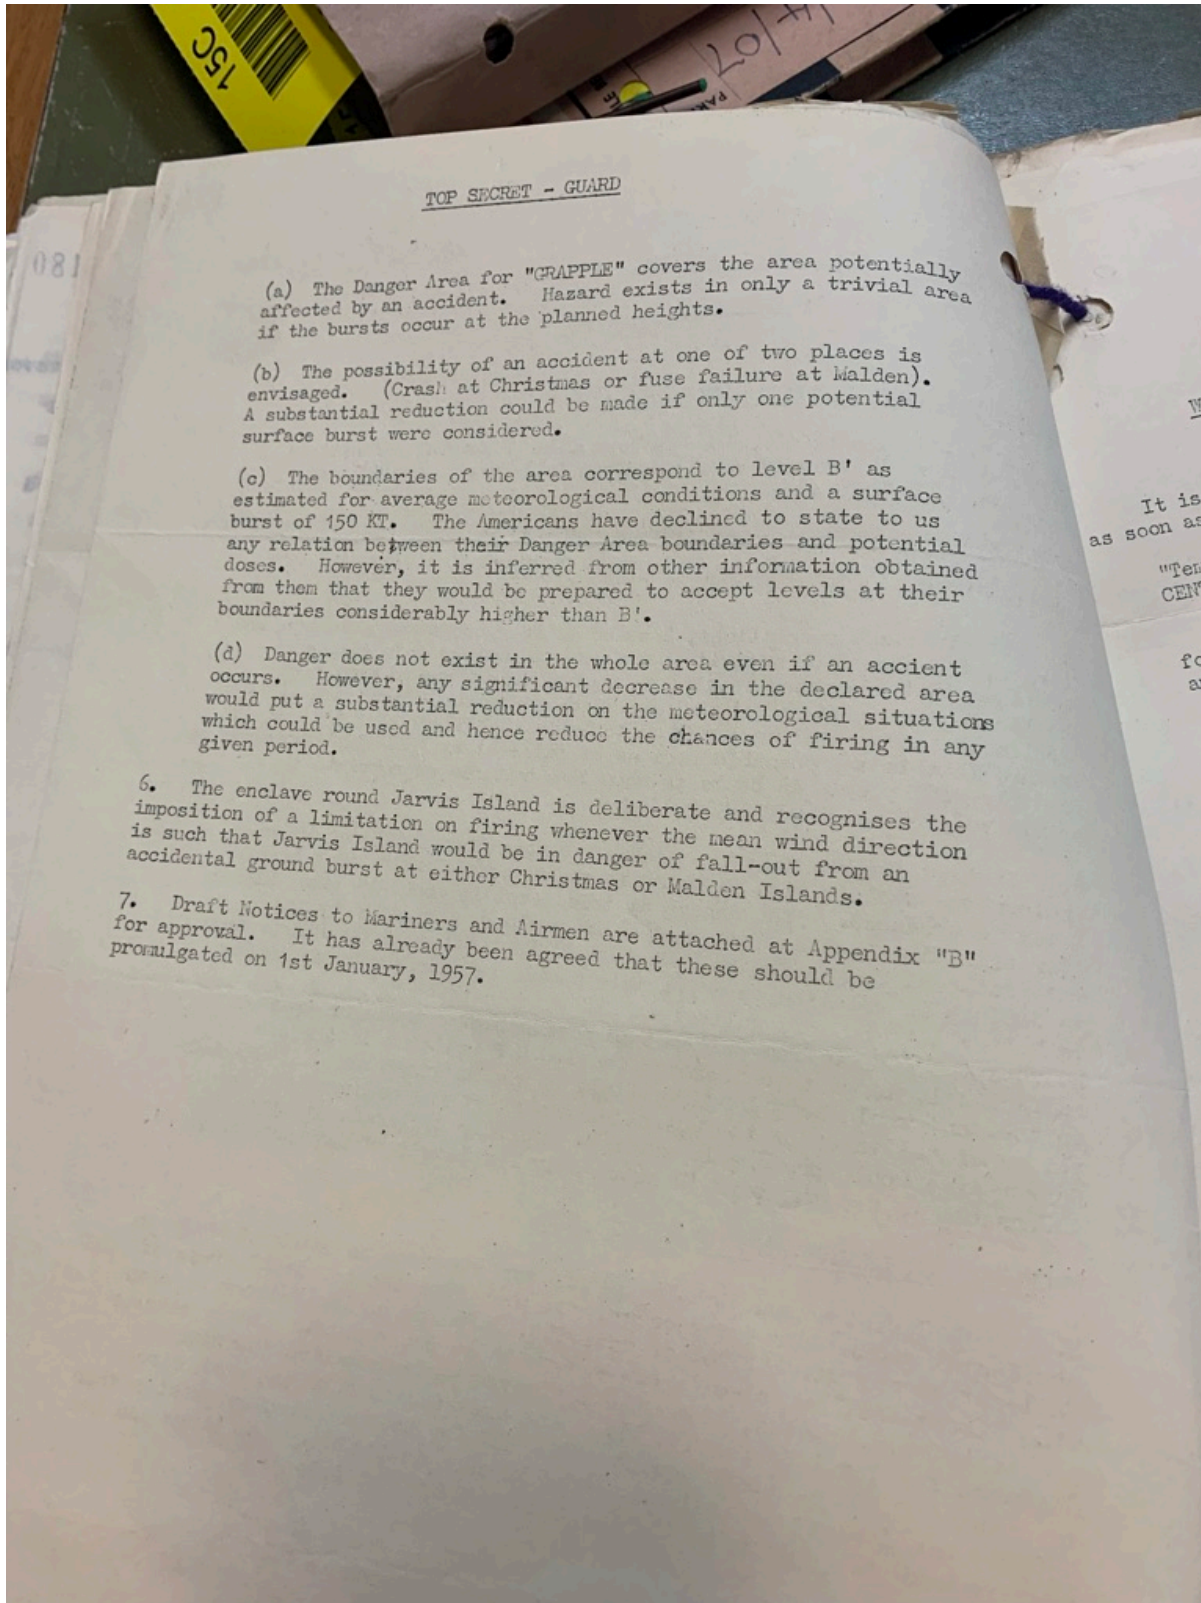 15C
14
107
TOP SECRET - GUARD
(a) The Danger Area for "GRAPPLE" covers the area potentially
affected by an accident. Hazard exists in only a trivial area
if the bursts occur at the planned heights.
(b) The possibility of an accident at one of two places is
envisaged. (Crash at Christmas or fuse failure at Malden).
A substantial reduction could be made if only one potential
surface burst were considered.
(c) The boundaries of the area correspond to level B' as
estimated for average meteorological conditions and a surface
burst of 150 KT. The Americans have declined to state to us
any relation between their Danger Area boundaries and potential
doses. However, it is inferred from other information obtained
from them that they would be prepared to accept levels at their
boundaries considerably higher than B'.
(d) Danger does not exist in the whole area even if an accient
occurs. However, any significant decrease in the declared area
would put a substantial reduction on the meteorological situations
which could be used and hence reduce the chances of firing in any
given period.
6. The enclave round Jarvis Island is deliberate and recognises the
imposition of a limitation on firing whenever the mean wind direction
is such that Jarvis Island would be in danger of fall-out from an
accidental ground burst at either Christmas or Malden Islands.
7. Draft Notices to Mariners and Airmen are attached at Appendix "B"
for approval. It has already been agreed that these should be
promulgated on 1st January, 1957.
It is
as soon as